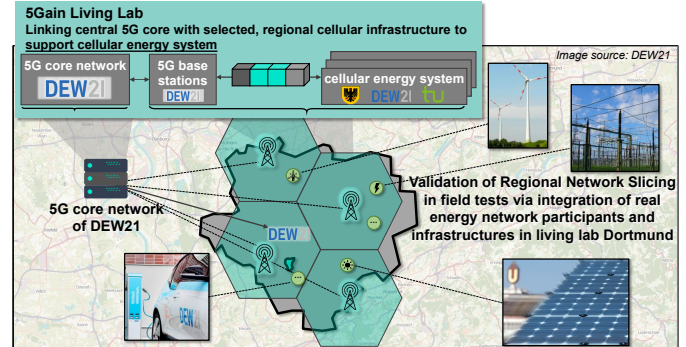 5Gain Living Lab
Linking central 5G core with selected, regional cellular infrastructure to
support cellular energy system
5G core network
DEW21
5G base
stations
DEW21
cellular energy system
DEW21 tu
Image source: DEW21
5G core network
of DEW21
DEW
Validation of Regional Network Slicing
in field tests via integration of real
energy network participants and
infrastructures in living lab Dortmund
DEW21
U